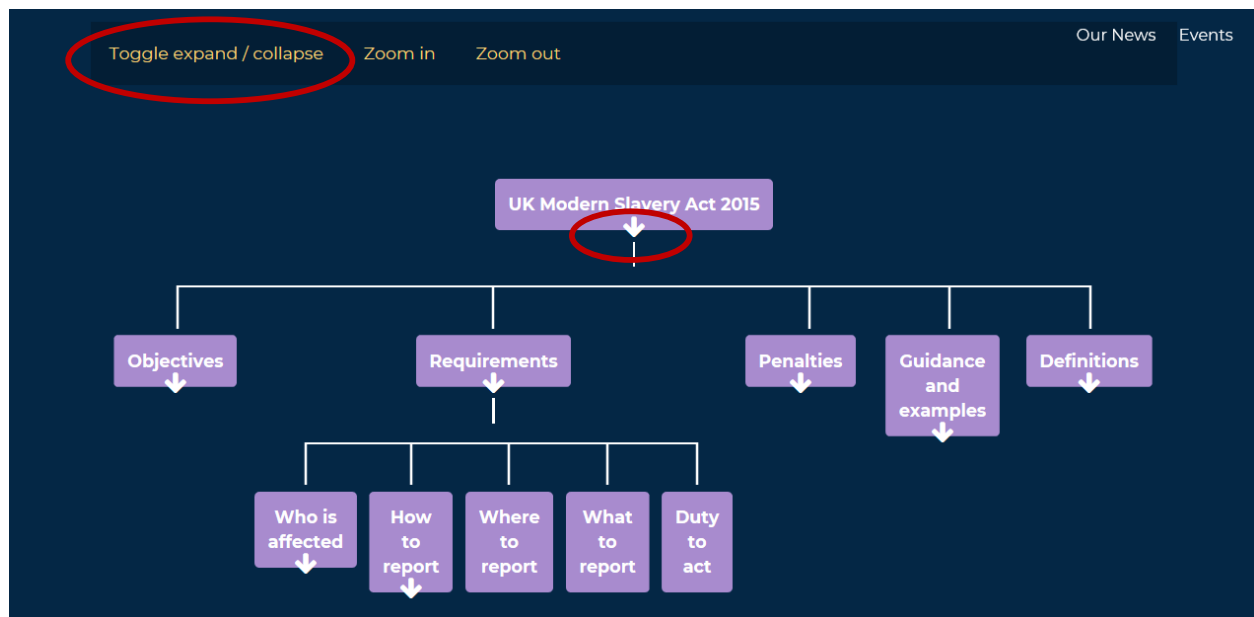 Our News Events
Toggle expand / collapse Zoom in Zoom out
UK Modern Slavery Act 2015
Objectives
Requirements
Penalties
Guidance
and
examples
Definitions
Who is
affected
How
to
report
Where
to
report
What
to
report
Duty
to
act